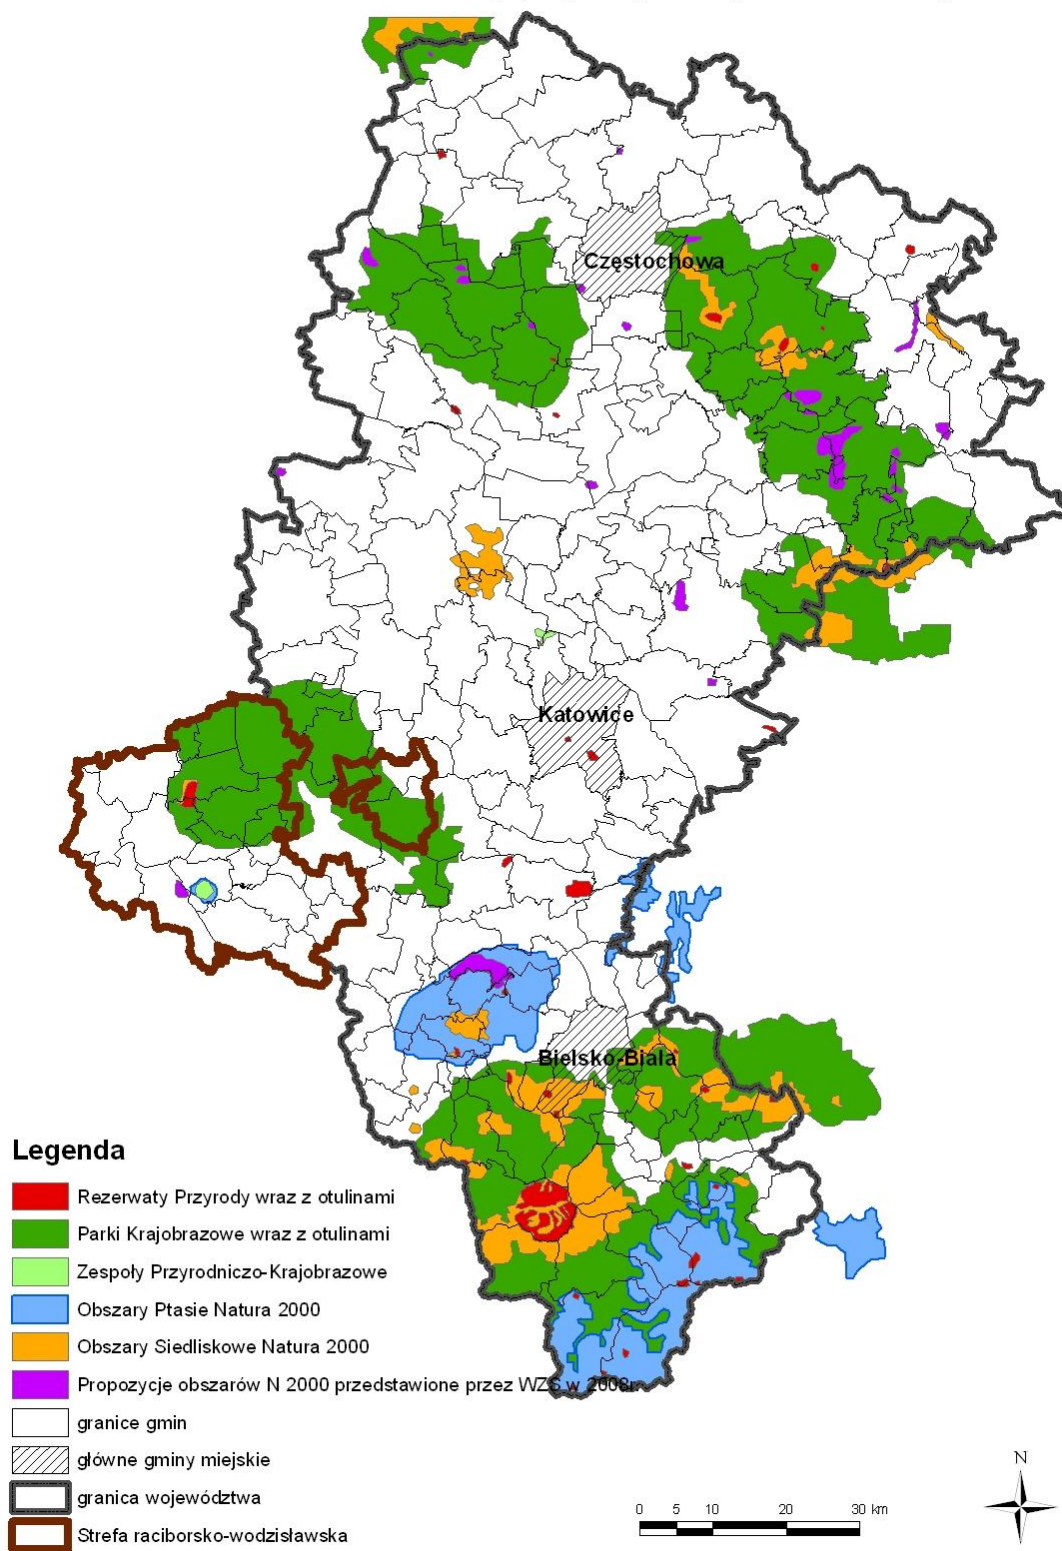 Częstochowa
Katowice
Bielsko-Biala
Legenda
Rezerwaty Przyrody wraz z otulinami
Parki Krajobrazowe wraz z otulinami
Zespoły Przyrodniczo-Krajobrazowe
Obszary Ptasie Natura 2000
Obszary Siedliskowe Natura 2000
Propozycje obszarów N 2000 przedstawione przez WZS w 2008r.
granice gmin
główne gminy miejskie
granica województwa
Strefa raciborsko-wodzisławska
N
0 5 10 20 30 km